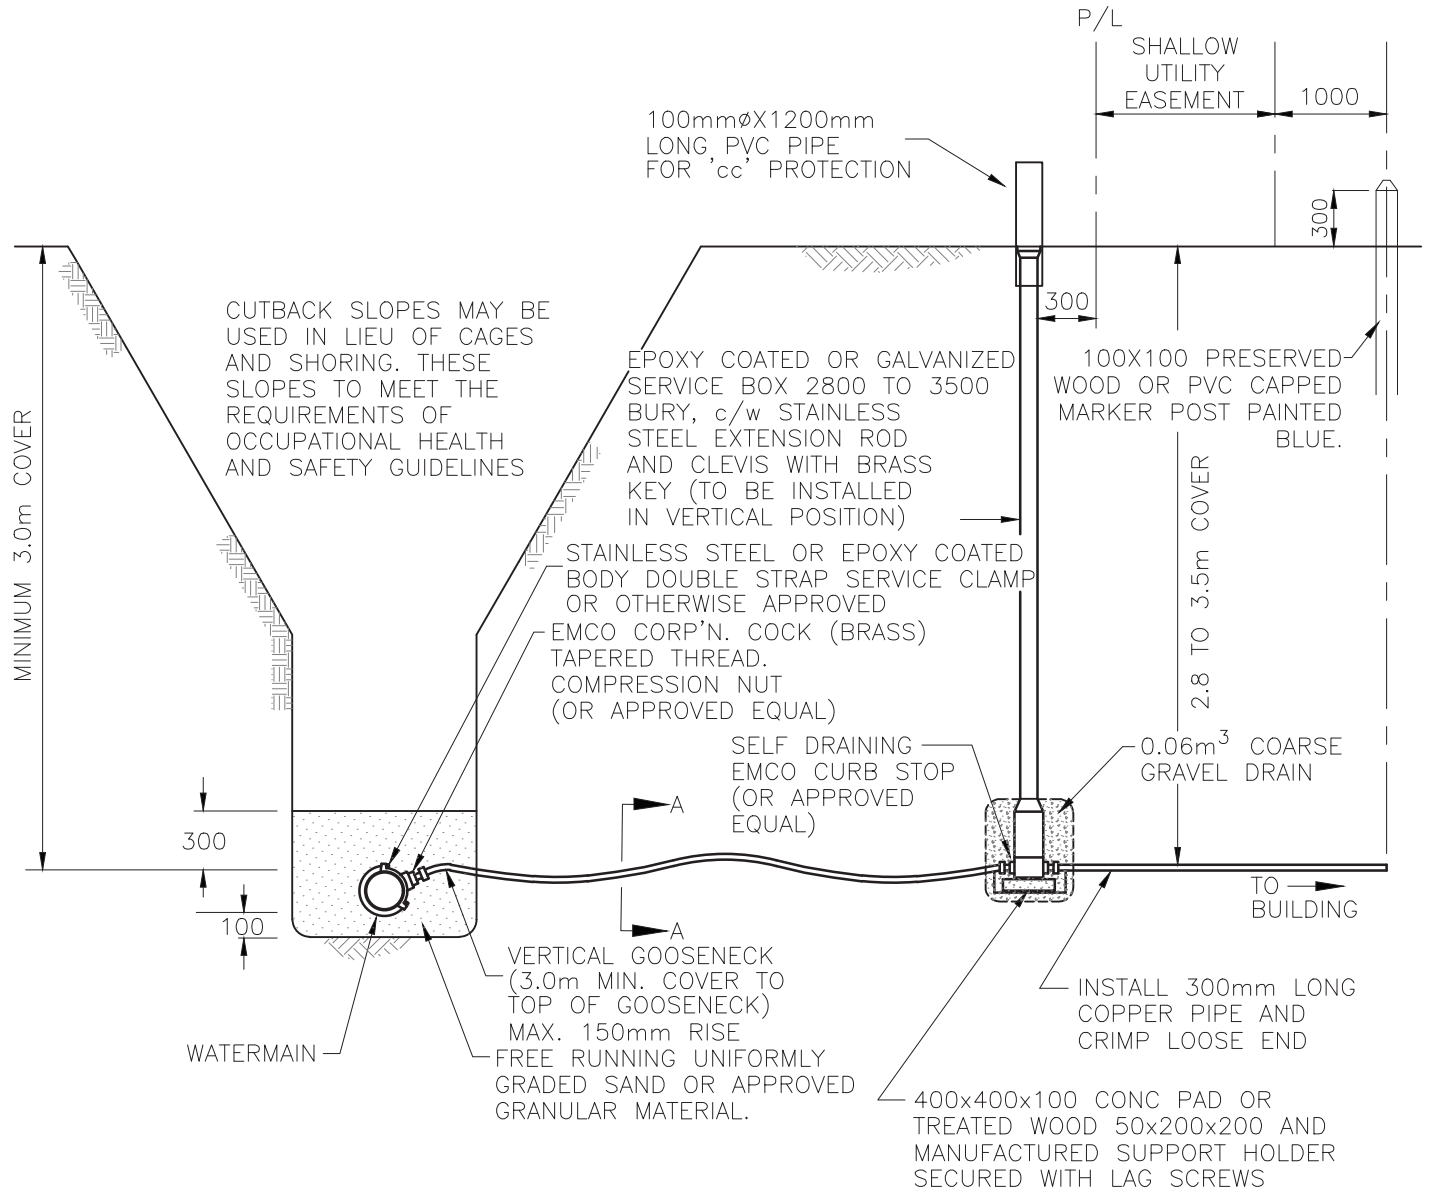 P/L
SHALLOW
UTILITY
EASEMENT
1000
100mmøX1200mm
LONG PVC PIPE
FOR 'cc' PROTECTION
300
300
CUTBACK SLOPES MAY BE
USED IN LIEU OF CAGES
AND SHORING. THESE
SLOPES TO MEET THE
REQUIREMENTS OF
OCCUPATIONAL HEALTH
AND SAFETY GUIDELINES
EPOXY COATED OR GALVANIZED
SERVICE BOX 2800 TO 3500
BURY, c/w STAINLESS
STEEL EXTENSION ROD
AND CLEVIS WITH BRASS
KEY (TO BE INSTALLED
IN VERTICAL POSITION)
100X100 PRESERVED
WOOD OR PVC CAPPED
MARKER POST PAINTED
BLUE.
MINIMUM 3.0m COVER
2.8 TO 3.5m COVER
STAINLESS STEEL OR EPOXY COATED
BODY DOUBLE STRAP SERVICE CLAMP
OR OTHERWISE APPROVED
EMCO CORP'N. COCK (BRASS)
TAPERED THREAD.
COMPRESSION NUT
(OR APPROVED EQUAL)
SELF DRAINING
EMCO CURB STOP
(OR APPROVED
EQUAL)
0.06m³ COARSE
GRAVEL DRAIN
A
300
TO
BUILDING
100
A
VERTICAL GOOSENECK
(3.0m MIN. COVER TO
TOP OF GOOSENECK)
MAX. 150mm RISE
INSTALL 300mm LONG
COPPER PIPE AND
CRIMP LOOSE END
WATERMAIN
FREE RUNNING UNIFORMLY
GRADED SAND OR APPROVED
GRANULAR MATERIAL.
400x400x100 CONC PAD OR
TREATED WOOD 50x200x200 AND
MANUFACTURED SUPPORT HOLDER
SECURED WITH LAG SCREWS